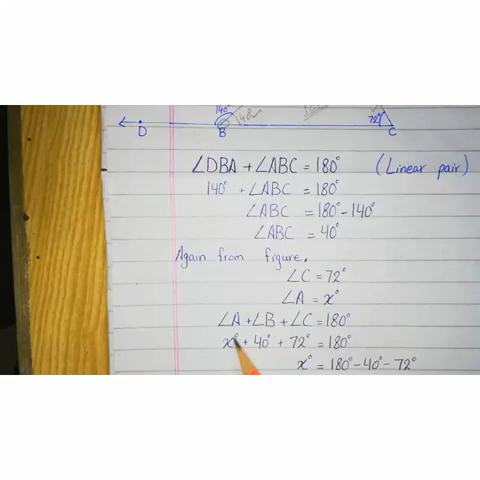 140°
72°
D B C
∠DBA + ∠ABC = 180° (Linear pair)
140° + ∠ABC = 180°
∠ABC = 180° - 140°
∠ABC = 40°
Again from figure,
∠C = 72°
∠A = x°
∠A + ∠B + ∠C = 180°
x° + 40° + 72° = 180°
x° = 180° - 40° - 72°